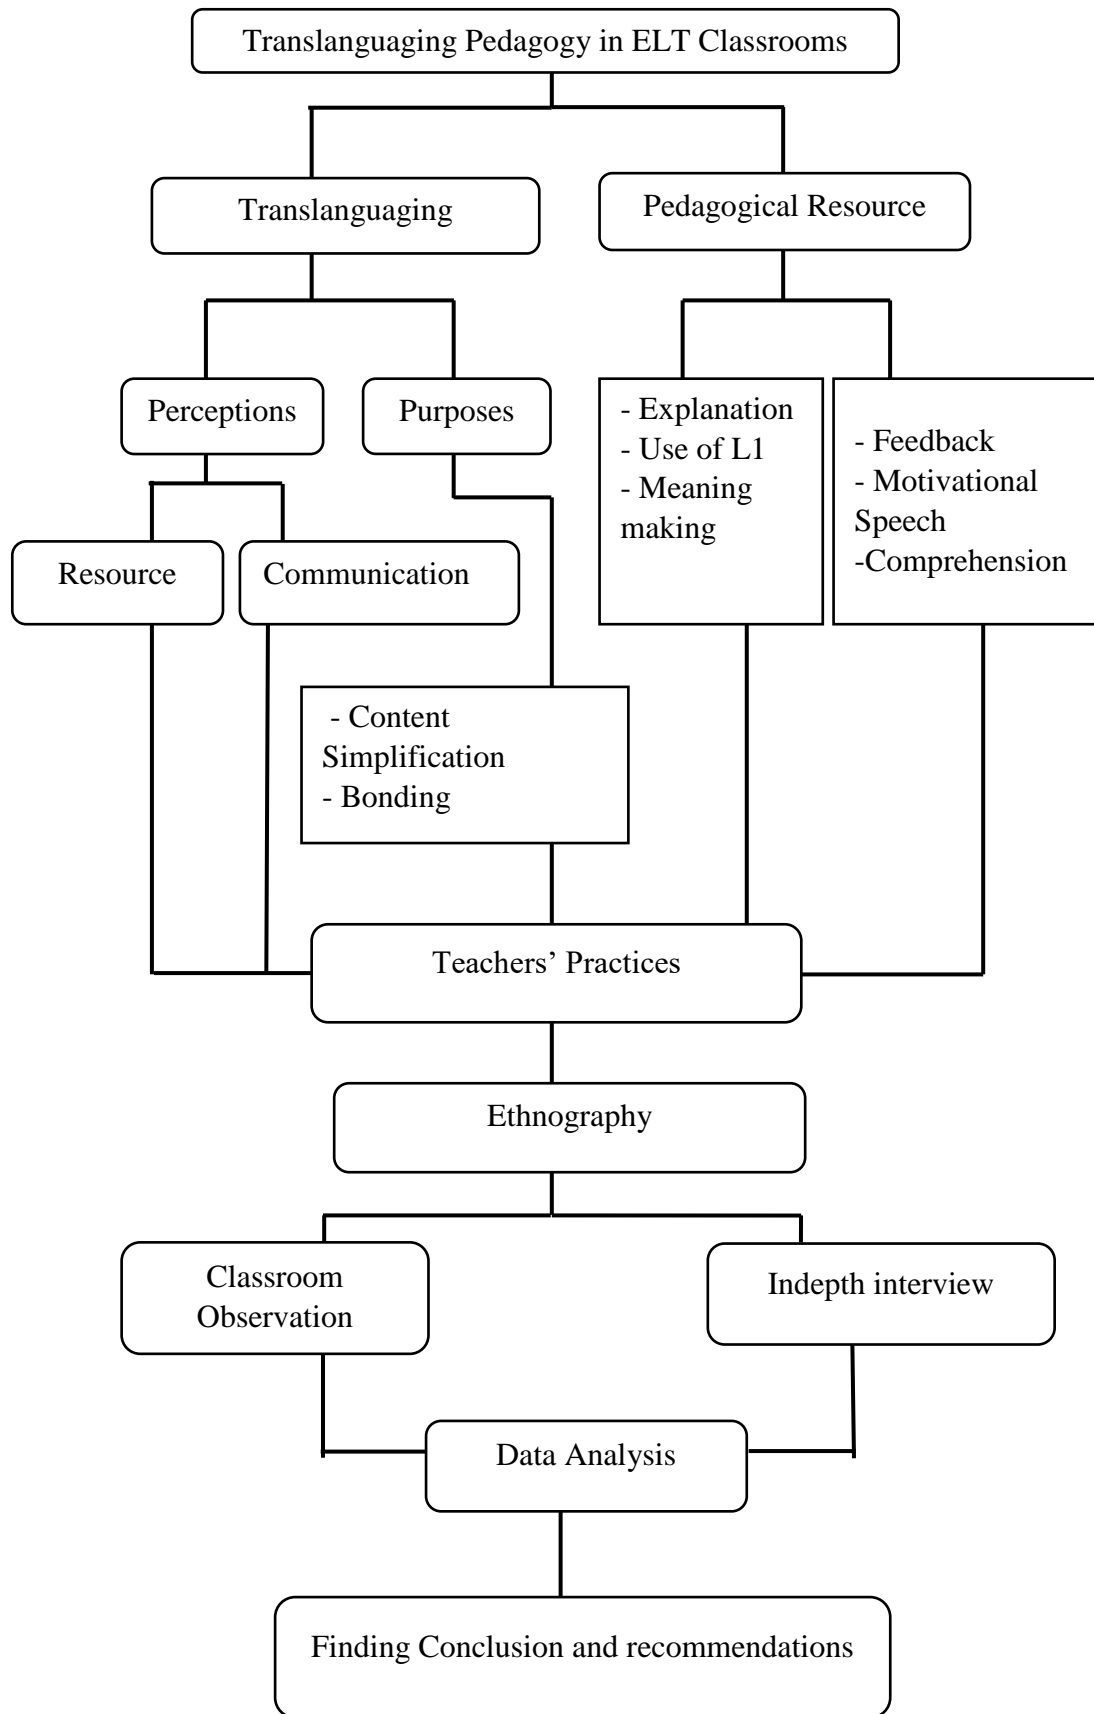 Translanguaging Pedagogy in ELT Classrooms
Translanguaging
Pedagogical Resource
Perceptions
Purposes
- Explanation
- Use of L1
- Meaning
making
- Feedback
- Motivational
Speech
-Comprehension
Resource
Communication
- Content
Simplification
- Bonding
Teachers’ Practices
Ethnography
Classroom
Observation
Indepth interview
Data Analysis
Finding Conclusion and recommendations